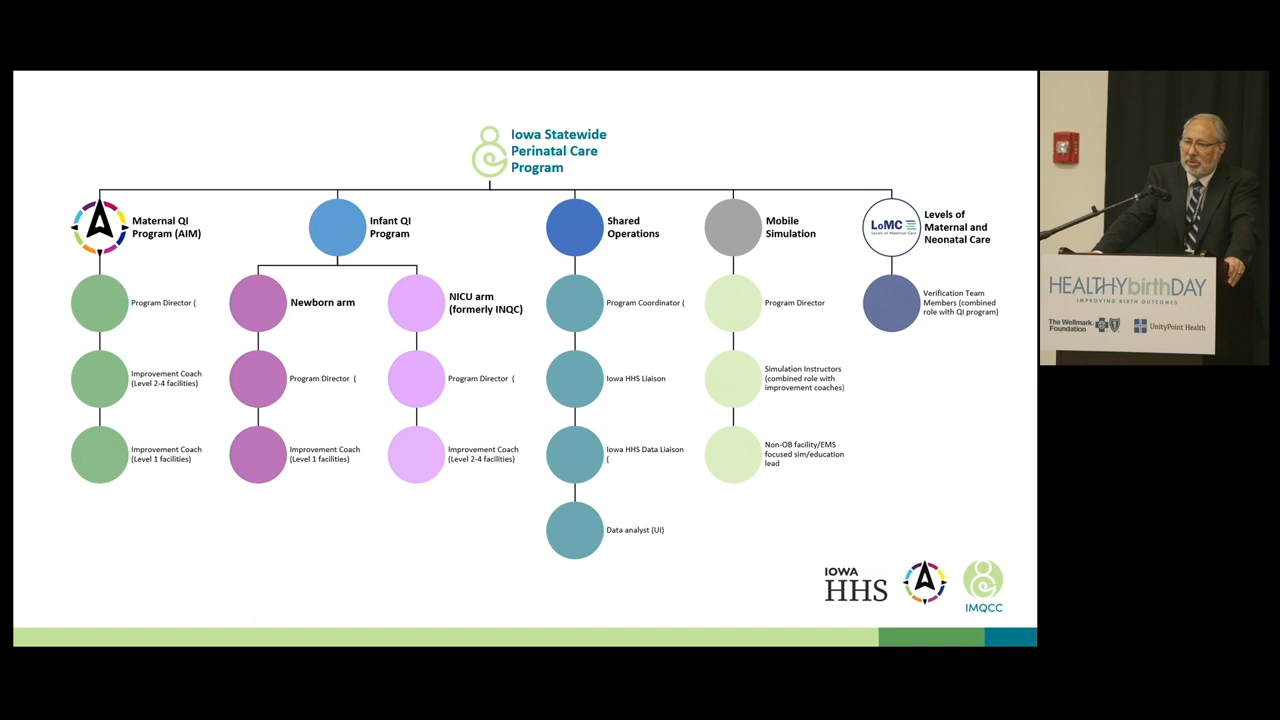 Iowa Statewide
Perinatal Care
Program
Maternal QI
Program (AIM)
Infant QI
Program
Shared
Operations
Mobile
Simulation
LoMC
Levels of Maternal Care
Levels of
Maternal and
Neonatal Care
Program Director (
Newborn arm
NICU arm
(formerly INQC)
Program Coordinator (
Program Director
Verification Team
Members (combined
role with QI program)
Improvement Coach
(Level 2-4 facilities)
Program Director (
Program Director (
Iowa HHS Liaison
Simulation Instructors
(combined role with
improvement coaches)
Improvement Coach
(Level 1 facilities)
Improvement Coach
(Level 1 facilities)
Improvement Coach
(Level 2-4 facilities)
Iowa HHS Data Liaison
(
Non-OB facility/EMS
focused sim/education
lead
Data analyst (UI)
IOWA
HHS
IMQCC
HEALTHYbirthDAY
IMPROVING BIRTH OUTCOMES
The Wellmark
Foundation
UnityPoint Health